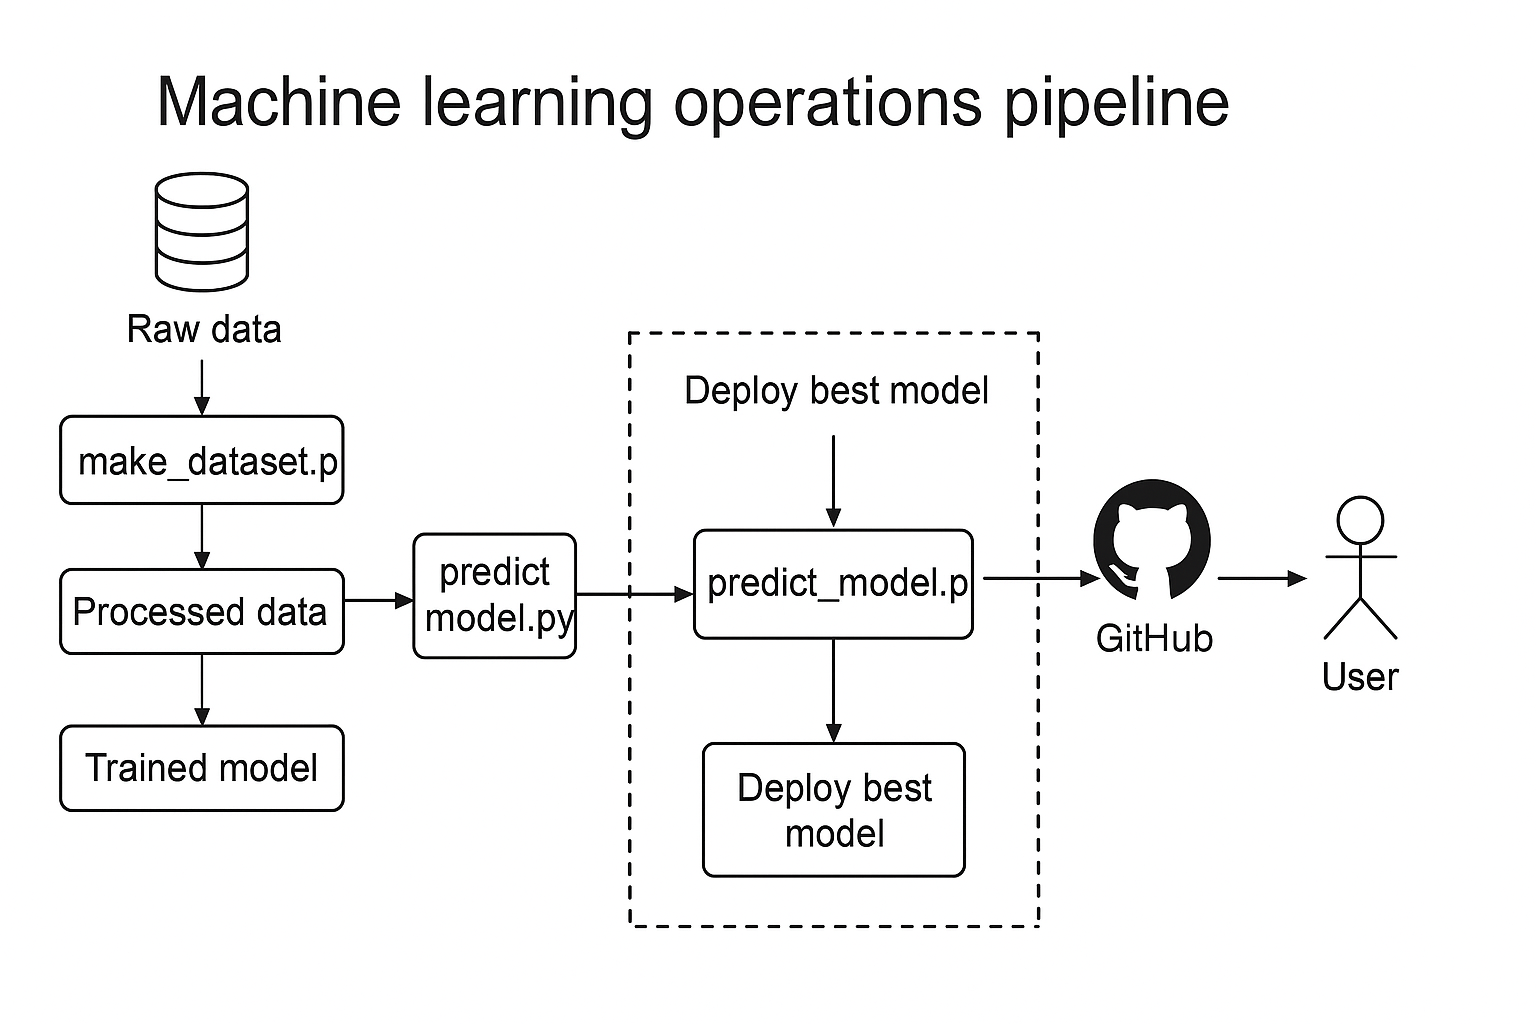 Machine learning operations pipeline
Raw data
make_dataset.p
Processed data
Trained model
predict
model.py
Deploy best model
predict_model.p
Deploy best
model
GitHub
User